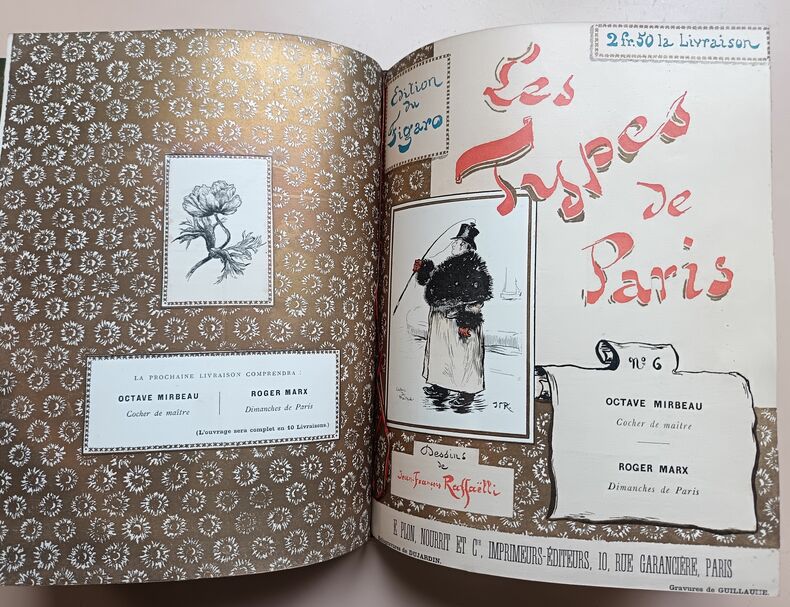 LA PROCHAINE LIVRAISON COMPRENDRA :
OCTAVE MIRBEAU
Cocher de maître
ROGER MARX
Dimanches de Paris
(L'ouvrage sera complet en 10 Livraisons.)
2 fr. 50 la Livraison
Édition
du
Figaro
Les
Types
de
Paris
JFR
No 6
OCTAVE MIRBEAU
Cocher de maître
ROGER MARX
Dimanches de Paris
Dessins
de
Jean-François Raffaëlli
E. PLON, NOURRIT ET Cie, IMPRIMEURS-ÉDITEURS, 10, RUE GARANCIÈRE, PARIS
de DUJARDIN.
Gravures de GUILLAUME.